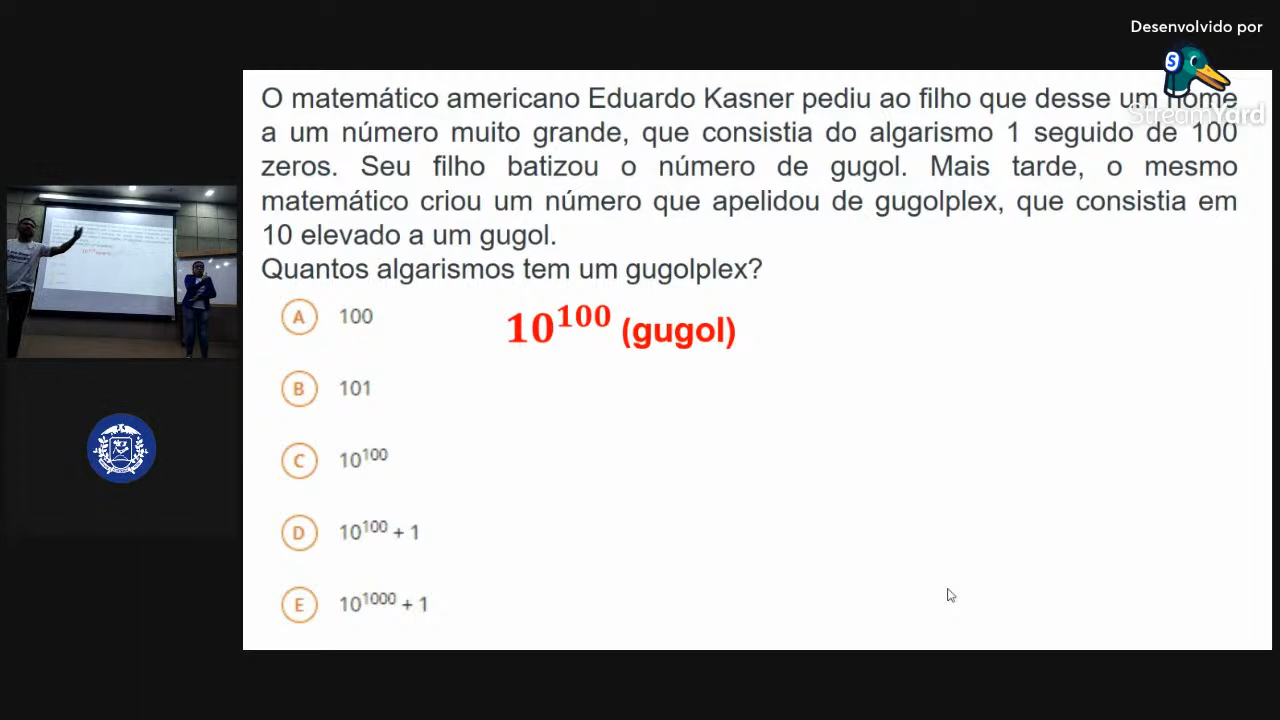 Desenvolvido por
S
StreamYard
O matemático americano Eduardo Kasner pediu ao filho que desse um nome
a um número muito grande, que consistia do algarismo 1 seguido de 100
zeros. Seu filho batizou o número de gugol. Mais tarde, o mesmo
matemático criou um número que apelidou de gugolplex, que consistia em
10 elevado a um gugol.
Quantos algarismos tem um gugolplex?
A 100
10¹⁰⁰ (gugol)
B 101
C 10¹⁰⁰
D 10¹⁰⁰ + 1
E 10¹⁰⁰⁰ + 1